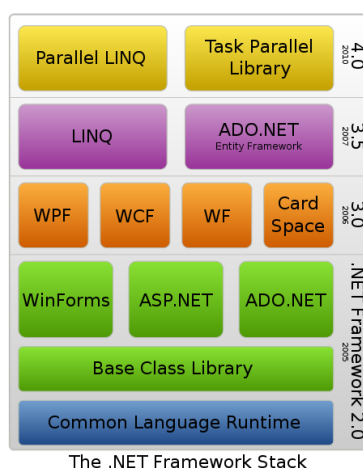 Parallel LINQ
Task Parallel
Library
4.0
2010
LINQ
ADO.NET
Entity Framework
3.5
2007
WPF
WCF
WF
Card
Space
3.0
2006
WinForms
ASP.NET
ADO.NET
Base Class Library
Common Language Runtime
.NET Framework 2.0
2005
The .NET Framework Stack